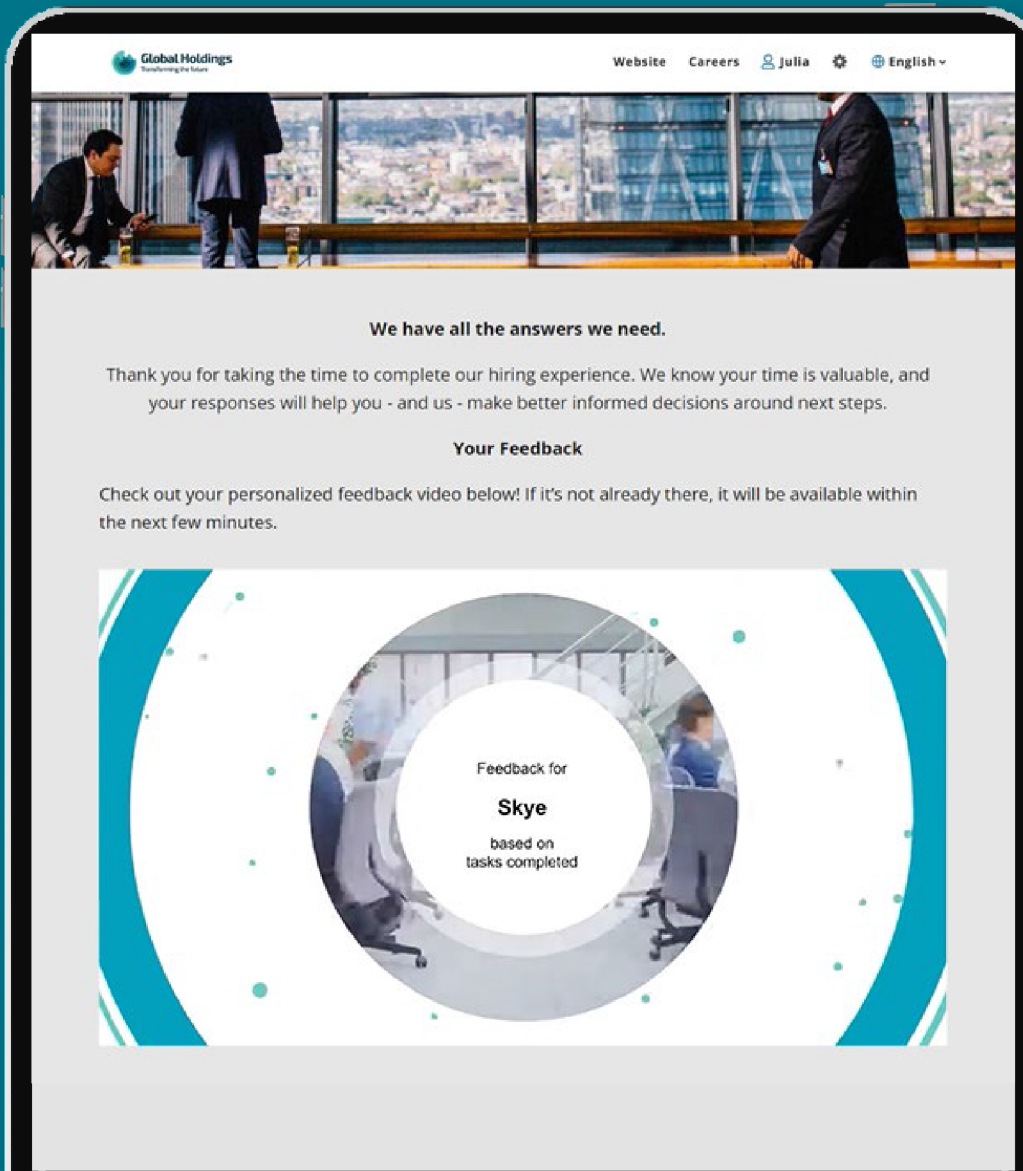 Global Holdings
Transforming the future
Website Careers Julia English
We have all the answers we need.
Thank you for taking the time to complete our hiring experience. We know your time is valuable, and
your responses will help you - and us - make better informed decisions around next steps.
Your Feedback
Check out your personalized feedback video below! If it's not already there, it will be available within
the next few minutes.
Feedback for
Skye
based on
tasks completed